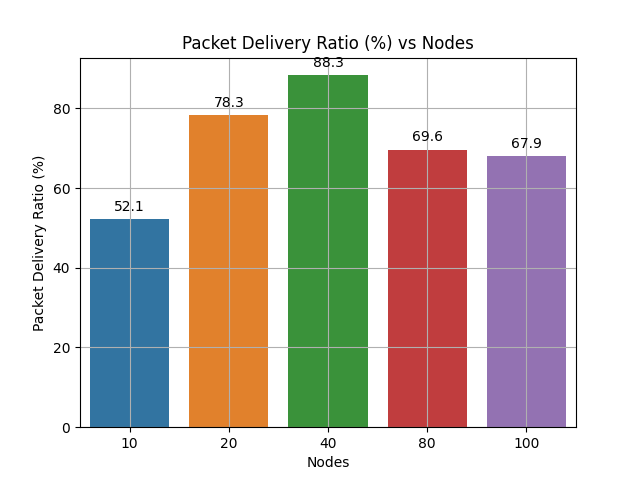 Packet Delivery Ratio (%) vs Nodes
88.3
78.3
69.6
67.9
52.1
80
60
40
20
0
Packet Delivery Ratio (%)
10 20 40 80 100
Nodes